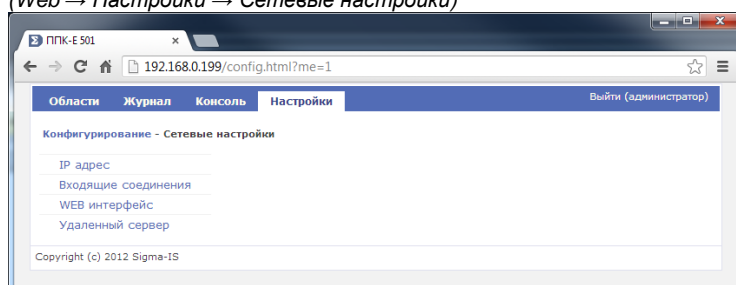 (Web → Настройки → Сетевые настройки)
ППК-Е 501
192.168.0.199/config.html?me=1
Области Журнал Консоль Настройки Выйти (администратор)
Конфигурирование - Сетевые настройки
IP адрес
Входящие соединения
WEB интерфейс
Удаленный сервер
Copyright (c) 2012 Sigma-IS